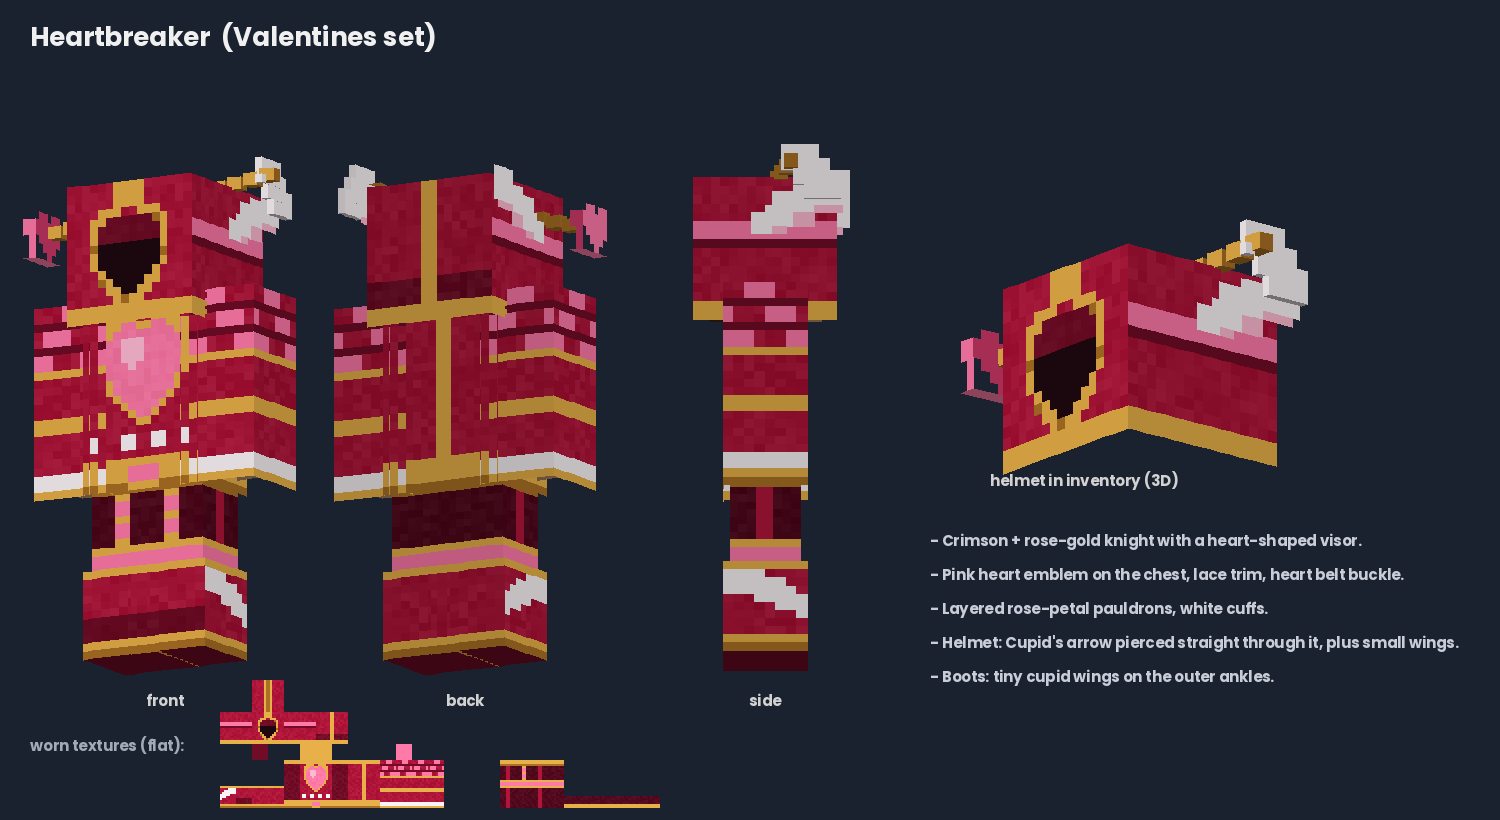 Heartbreaker (Valentines set)
helmet in inventory (3D)
- Crimson + rose-gold knight with a heart-shaped visor.
- Pink heart emblem on the chest, lace trim, heart belt buckle.
- Layered rose-petal pauldrons, white cuffs.
- Helmet: Cupid's arrow pierced straight through it, plus small wings.
- Boots: tiny cupid wings on the outer ankles.
front
back
side
worn textures (flat):